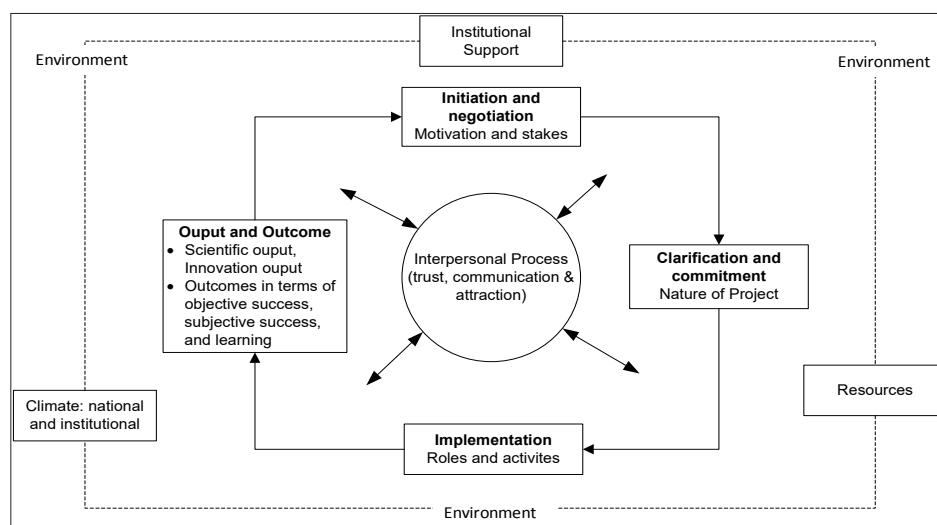 Institutional
Support
Environment
Environment
Initiation and
negotiation
Motivation and stakes
Ouput and Outcome
• Scientific ouput,
Innovation ouput
• Outcomes in terms of
objective success,
subjective success,
and learning
Interpersonal Process
(trust, communication &
attraction)
Clarification and
commitment
Nature of Project
Climate: national
and institutional
Resources
Implementation
Roles and activites
Environment